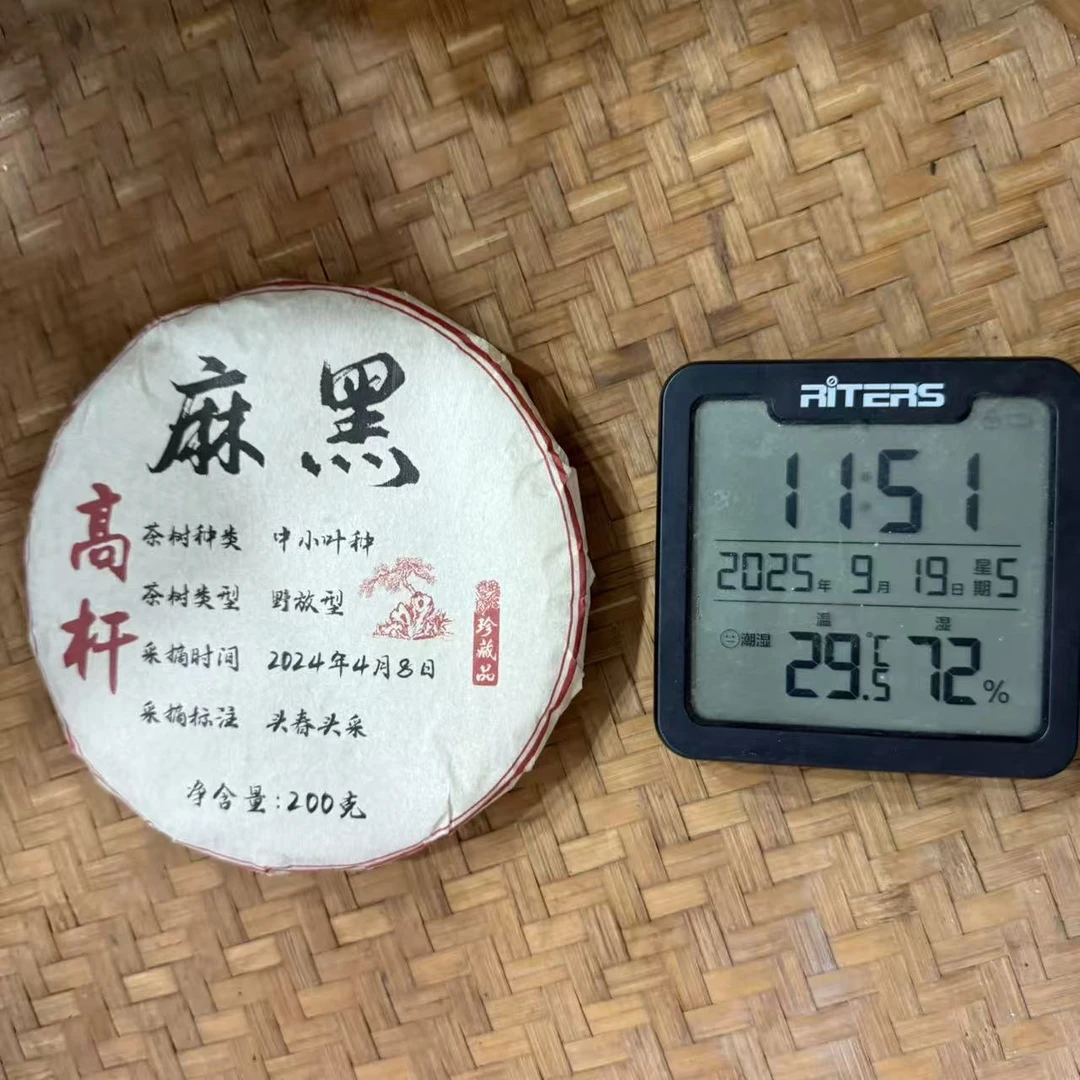 麻黑
高杆
茶树种类 中小叶种
茶树类型 野放型
采摘时间 2024年4月8日
采摘标注 头春头采
净含量:200克
珍藏品
RITERS
11:51
2025年 9月 19日 星期5
温 湿
潮湿 29.5℃ 72%